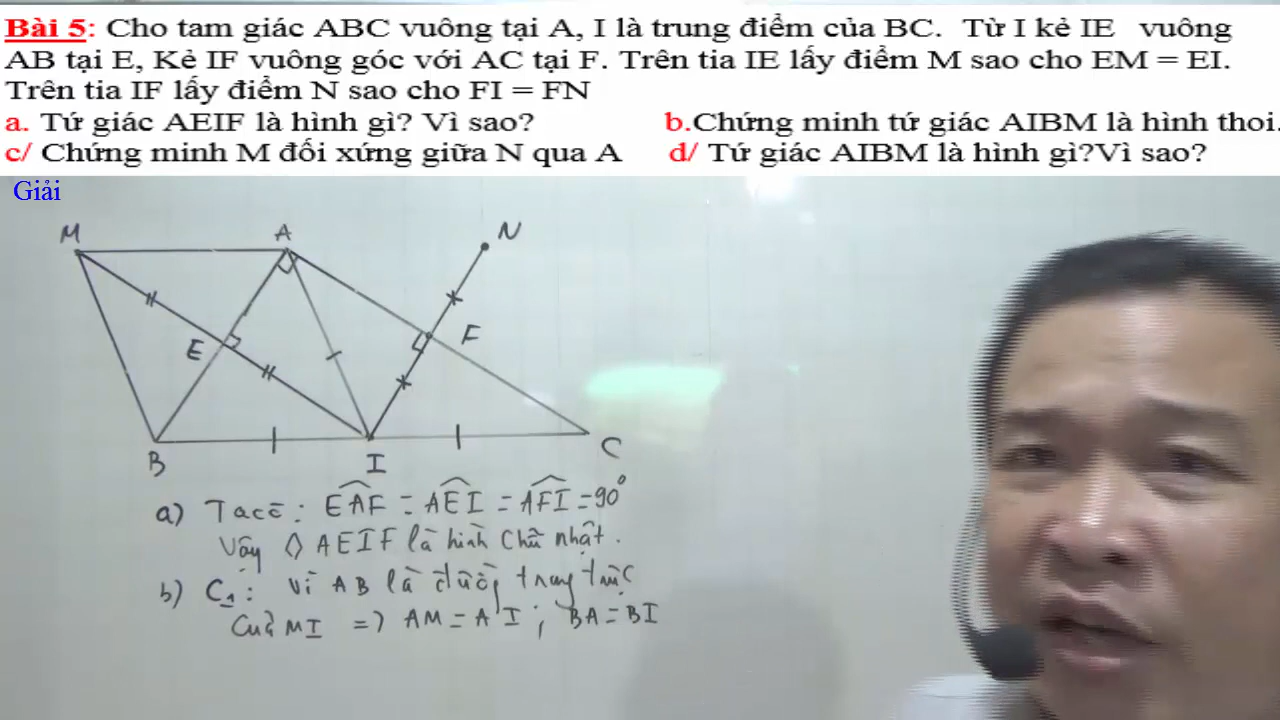 Bài 5: Cho tam giác ABC vuông tại A, I là trung điểm của BC. Từ I kẻ IE vuông
AB tại E, Kẻ IF vuông góc với AC tại F. Trên tia IE lấy điểm M sao cho EM = EI.
Trên tia IF lấy điểm N sao cho FI = FN
a. Tứ giác AEIF là hình gì? Vì sao? b.Chứng minh tứ giác AIBM là hình thoi.
c/ Chứng minh M đối xứng giữa N qua A d/ Tứ giác AIBM là hình gì?Vì sao?
Giải
M A N
E F
B I C
a) Ta có: EAF = AEI = AFI = 90°
Vậy ◊ AEIF là hình chữ nhật.
b) C1: Vì AB là đường trung trực
Của MI => AM = AI ; BA = BI